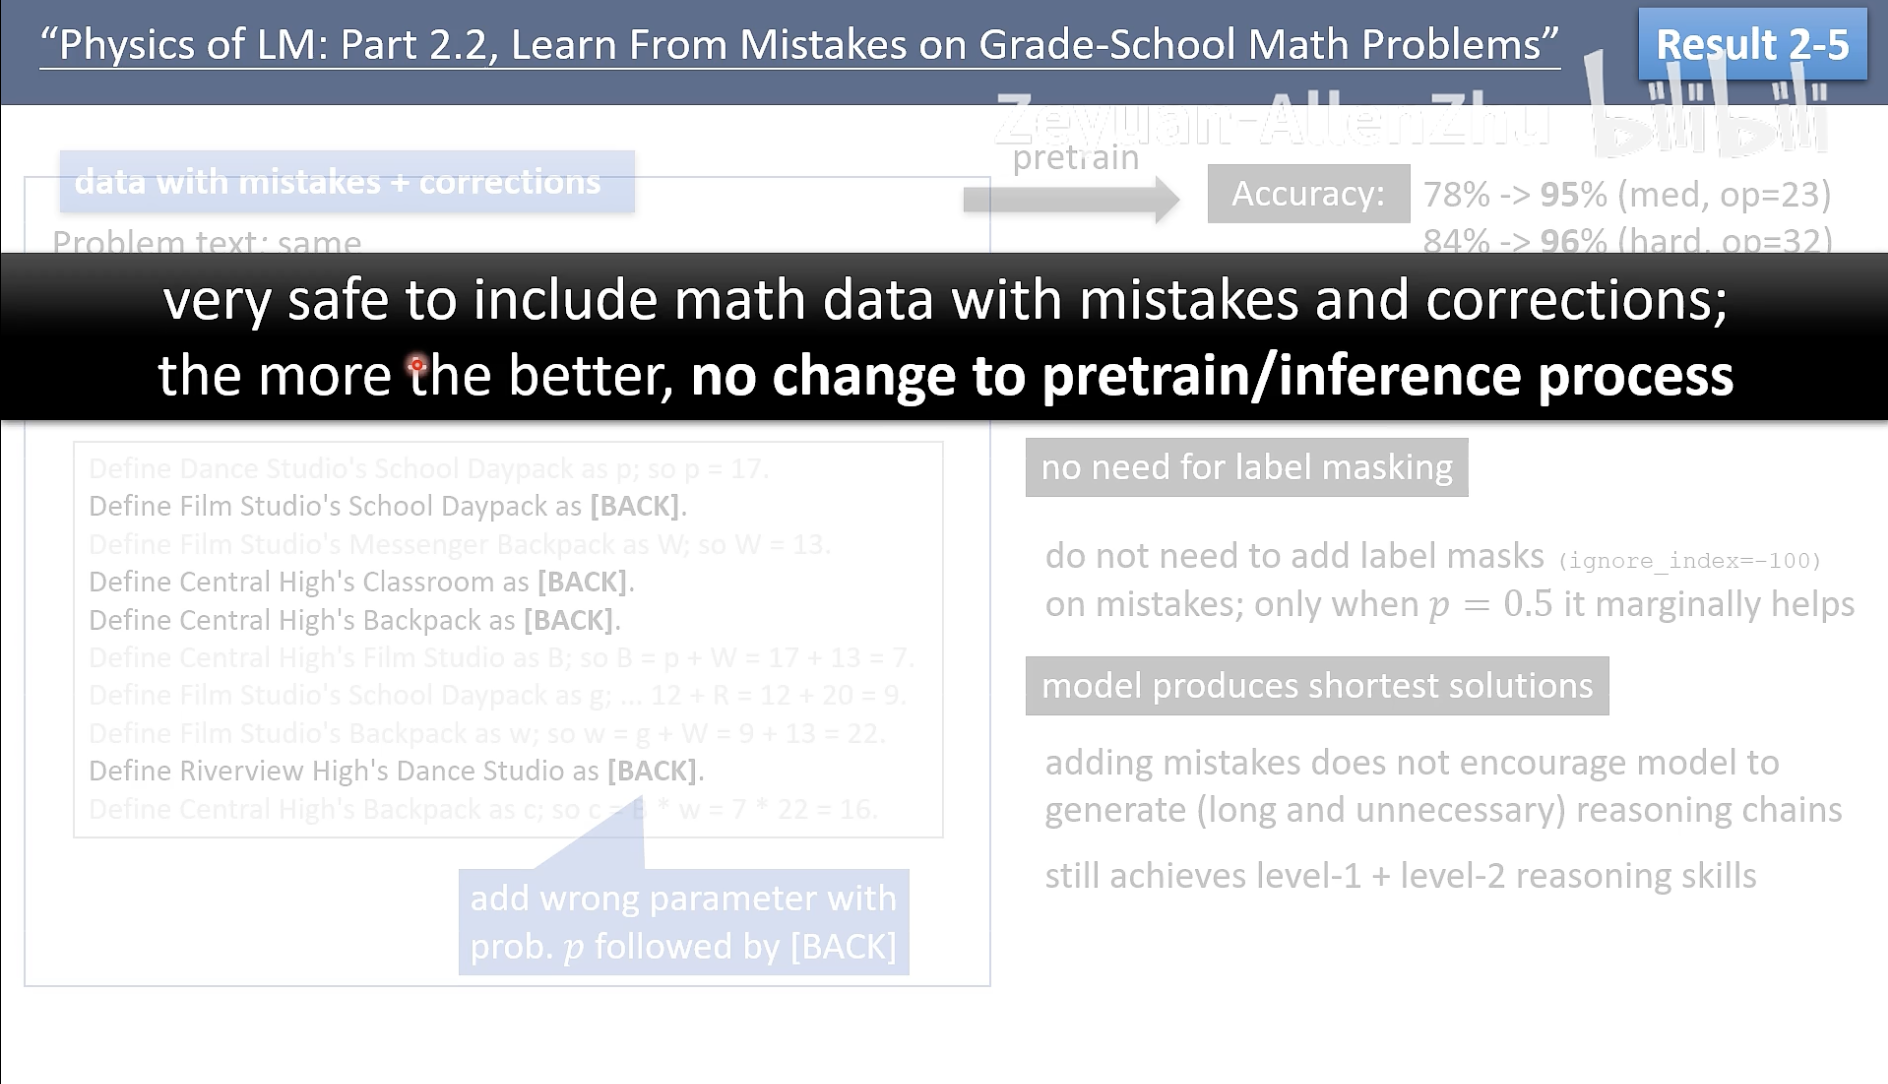 “Physics of LM: Part 2.2, Learn From Mistakes on Grade-School Math Problems”
Result 2-5
Zeyuan-AllenZhu bilibili
data with mistakes + corrections
Problem text: same
pretrain
Accuracy: 78% -> 95% (med, op=23)
84% -> 96% (hard, op=32)
very safe to include math data with mistakes and corrections;
the more the better, no change to pretrain/inference process
Define Dance Studio's School Daypack as p; so p = 17.
Define Film Studio's School Daypack as [BACK].
Define Film Studio's Messenger Backpack as W; so W = 13.
Define Central High's Classroom as [BACK].
Define Central High's Backpack as [BACK].
Define Central High's Film Studio as B; so B = p + W = 17 + 13 = 7.
Define Film Studio's School Daypack as g; ... 12 + R = 12 + 20 = 9.
Define Film Studio's Backpack as w; so w = g + W = 9 + 13 = 22.
Define Riverview High's Dance Studio as [BACK].
Define Central High's Backpack as c; so c = B * w = 7 * 22 = 16.
add wrong parameter with
prob. p followed by [BACK]
no need for label masking
do not need to add label masks (ignore_index=-100)
on mistakes; only when p = 0.5 it marginally helps
model produces shortest solutions
adding mistakes does not encourage model to
generate (long and unnecessary) reasoning chains
still achieves level-1 + level-2 reasoning skills